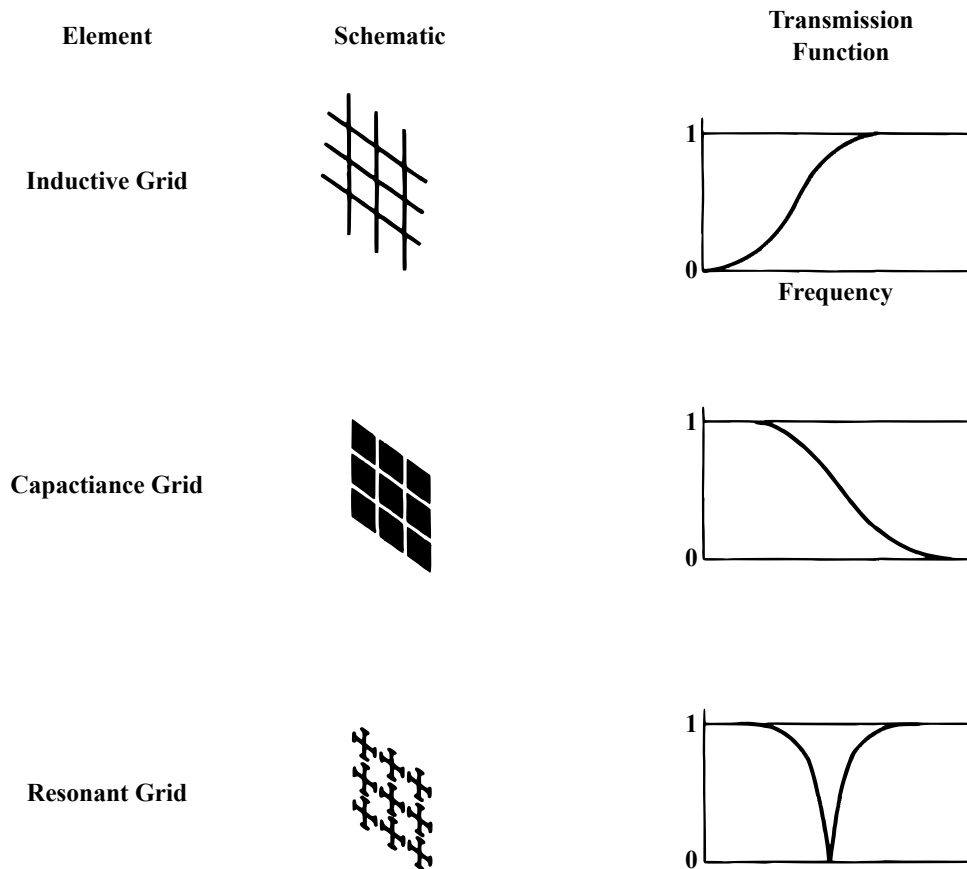 Element
Schematic
Transmission
Function
Inductive Grid
1
0
Frequency
Capactiance Grid
1
0
Resonant Grid
1
0